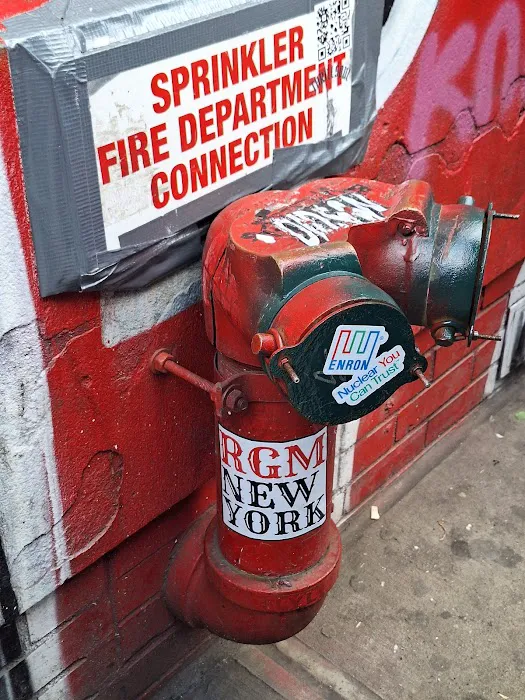 SPRINKLER
FIRE DEPARTMENT
CONNECTION
ENRON
Nuclear You
Can Trust
RGM
NEW
YORK